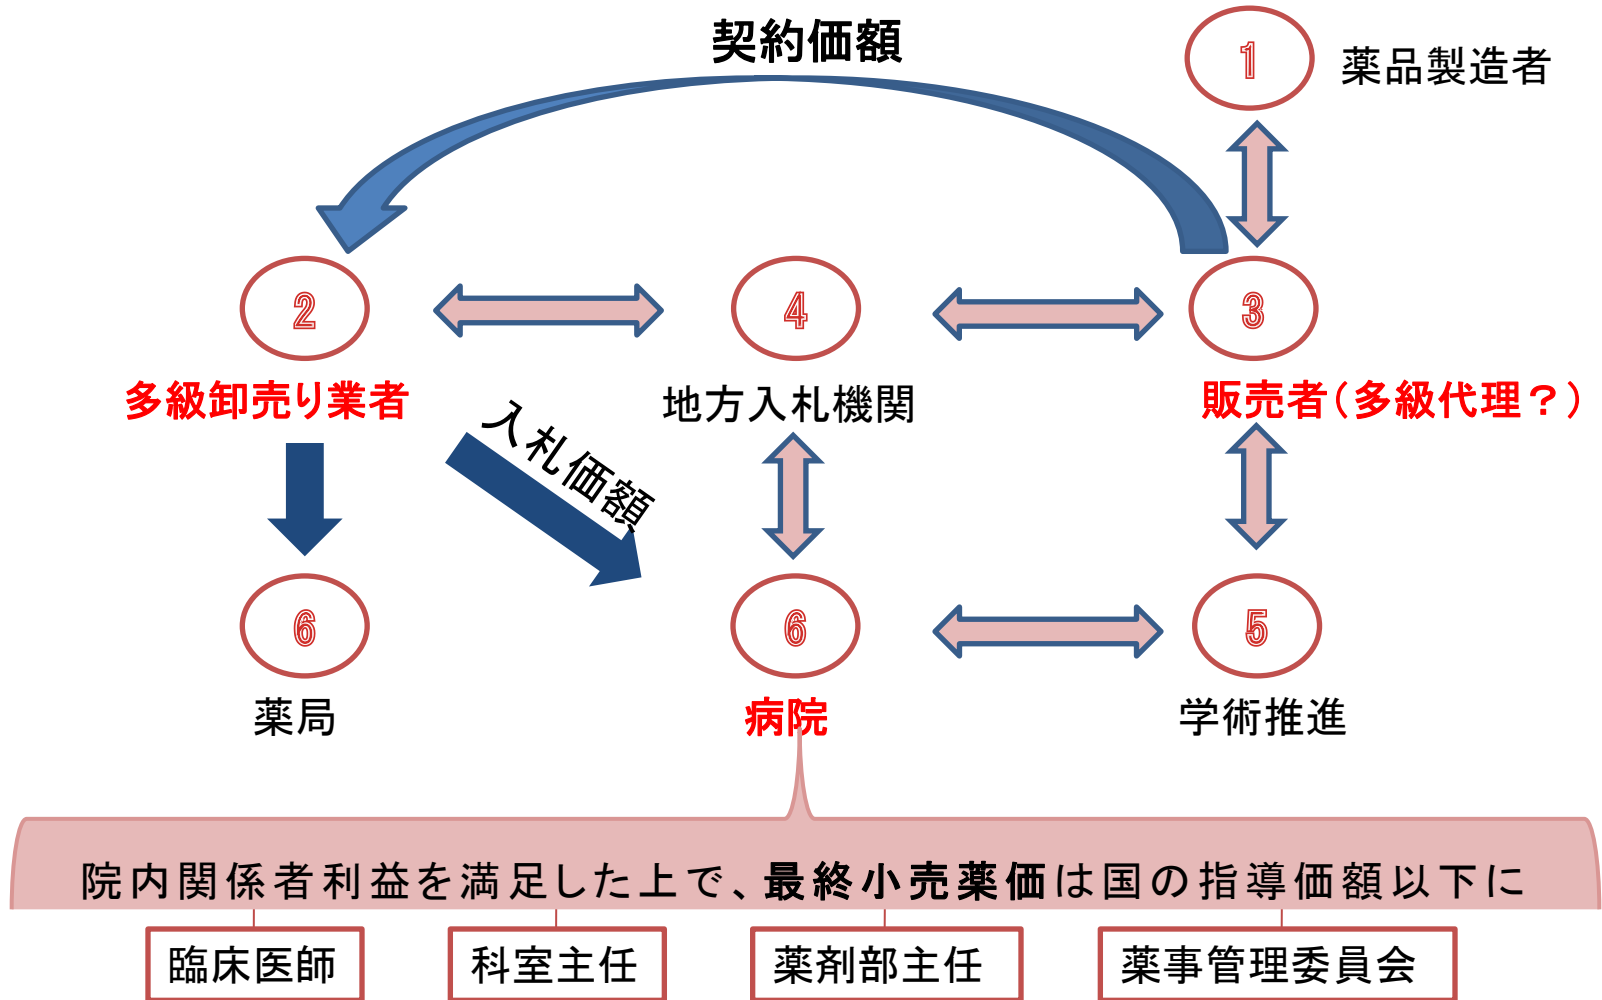 契約価額
1
薬品製造者
2
4
3
多級卸売り業者
地方入札機関
販売者（多級代理？）
入札価額
6
6
5
薬局
病院
学術推進
院内関係者利益を満足した上で、最終小売薬価は国の指導価額以下に
臨床医師
科室主任
薬剤部主任
薬事管理委員会